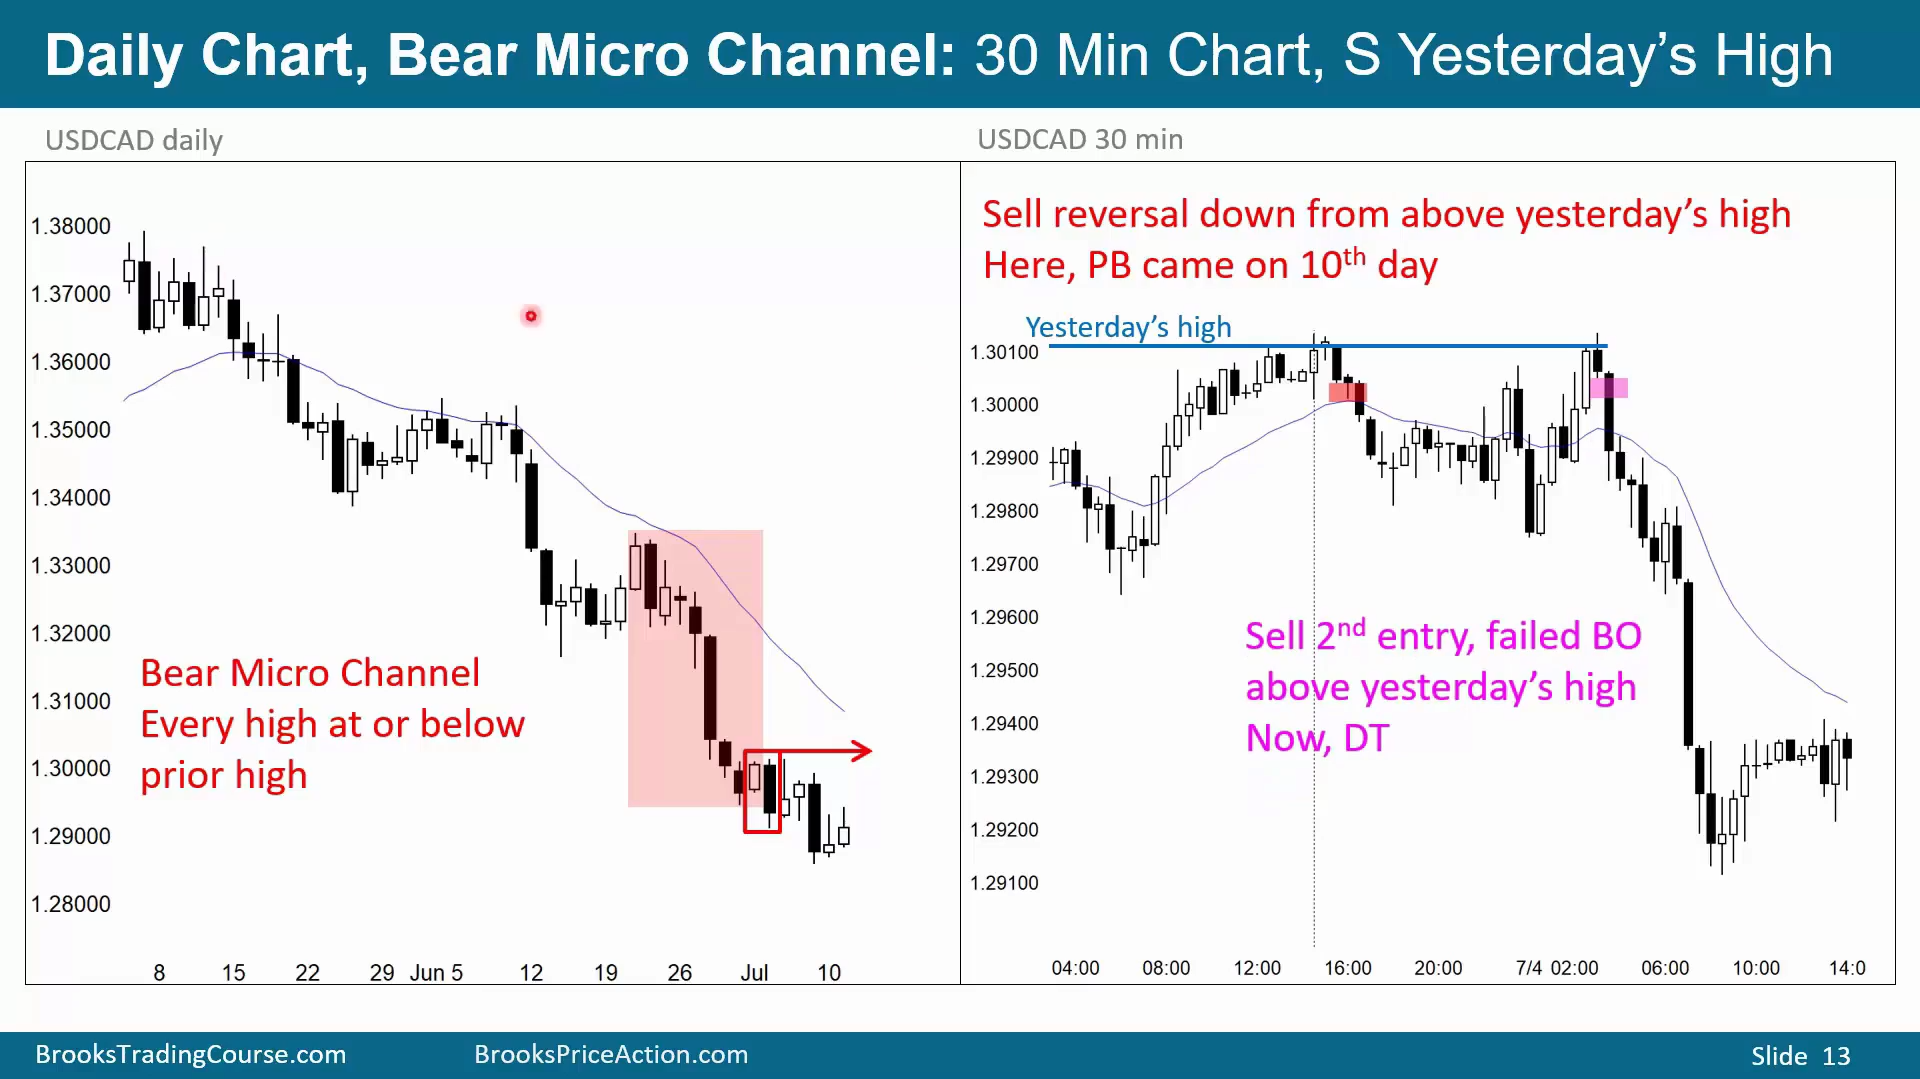 Daily Chart, Bear Micro Channel: 30 Min Chart, S Yesterday's High
USDCAD daily
1.38000
1.37000
1.36000
1.35000
1.34000
1.33000
1.32000
1.31000
1.30000
1.29000
1.28000
Bear Micro Channel
Every high at or below
prior high
8 15 22 29 Jun 5 12 19 26 Jul 10
USDCAD 30 min
Sell reversal down from above yesterday's high
Here, PB came on 10th day
Yesterday's high
1.30100
1.30000
1.29900
1.29800
1.29700
1.29600
1.29500
1.29400
1.29300
1.29200
1.29100
Sell 2nd entry, failed BO
above yesterday's high
Now, DT
04:00 08:00 12:00 16:00 20:00 7/4 02:00 06:00 10:00 14:0
BrooksTradingCourse.com BrooksPriceAction.com Slide 13